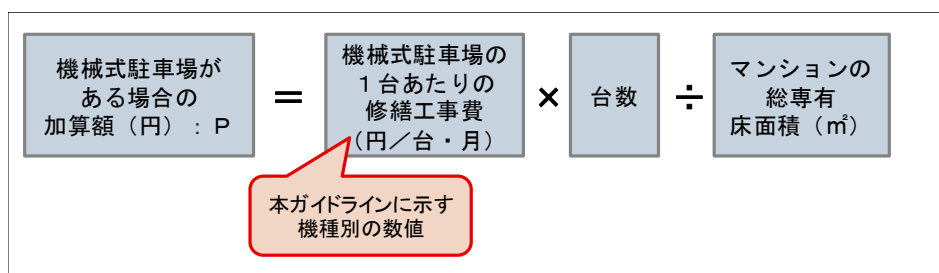 機械式駐車場が
ある場合の
加算額（円）：Ｐ
＝
機械式駐車場の
１台あたりの
修繕工事費
（円／台・月）
×
台数
÷
マンションの
総専有
床面積（㎡）
本ガイドラインに示す
機種別の数値